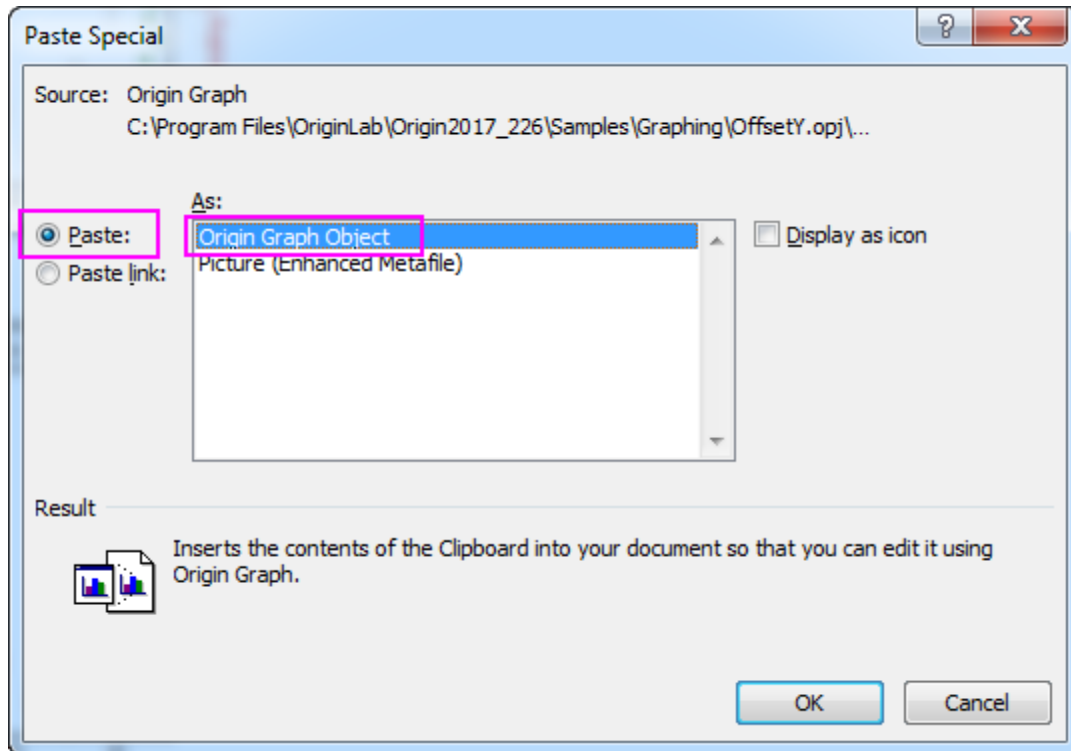 Paste Special
Source: Origin Graph
C:\Program Files\OriginLab\Origin2017_226\Samples\Graphing\OffsetY.opj\...
As:
Paste:
Paste link:
Origin Graph Object
Picture (Enhanced Metafile)
Display as icon
Result
Inserts the contents of the Clipboard into your document so that you can edit it using
Origin Graph.
OK
Cancel